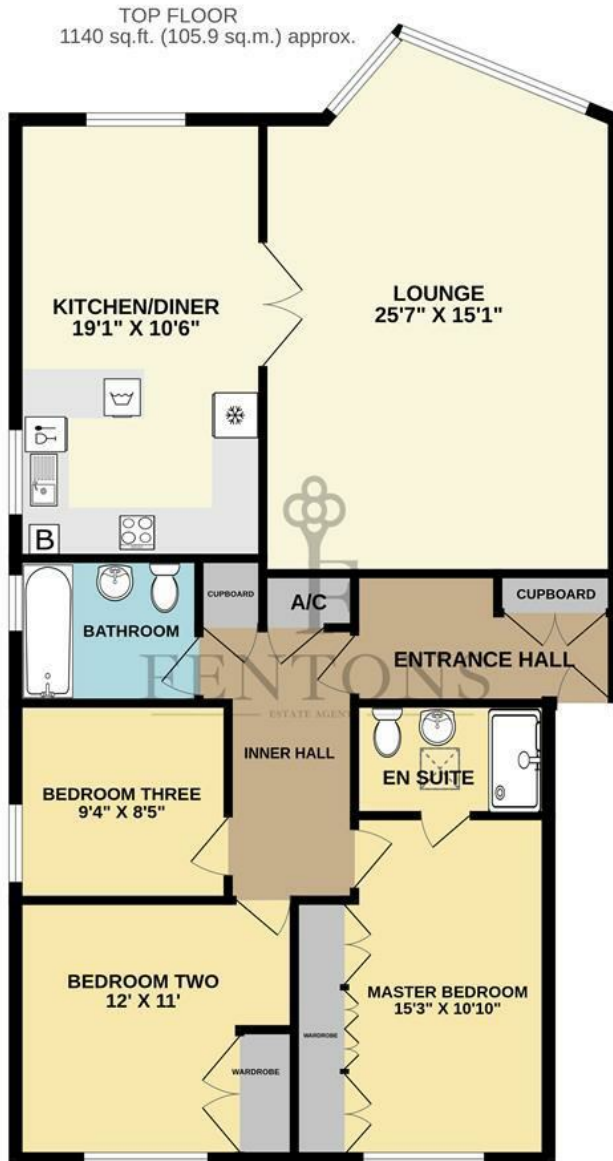 TOP FLOOR
1140 sq.ft. (105.9 sq.m.) approx.
KITCHEN/DINER
19'1" X 10'6"
LOUNGE
25'7" X 15'1"
B
CUPBOARD
A/C
CUPBOARD
BATHROOM
ENTRANCE HALL
FENTONS
ESTATE AGENTS
INNER HALL
EN SUITE
BEDROOM THREE
9'4" X 8'5"
BEDROOM TWO
12' X 11'
MASTER BEDROOM
15'3" X 10'10"
WARDROBE
WARDROBE